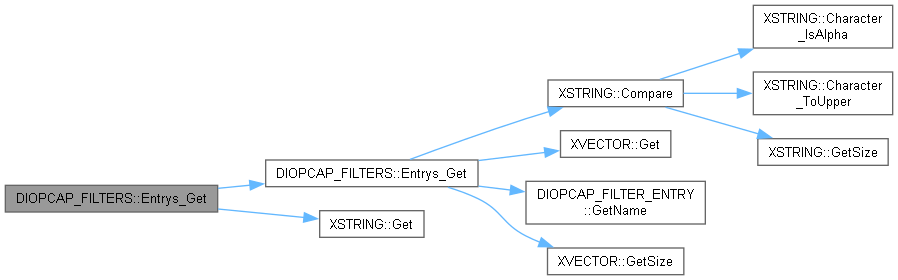 DIOPCAP_FILTERS::Entrys_Get
DIOPCAP_FILTERS::Entrys_Get
XSTRING::Get
XSTRING::Compare
XVECTOR::Get
DIOPCAP_FILTER_ENTRY
::GetName
XVECTOR::GetSize
XSTRING::Character
_IsAlpha
XSTRING::Character
_ToUpper
XSTRING::GetSize